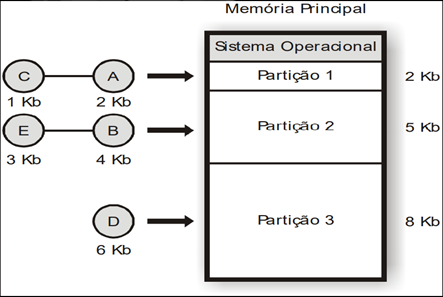 Memória Principal
Sistema Operacional
C A Partição 1 2 Kb
1 Kb 2 Kb
E B Partição 2 5 Kb
3 Kb 4 Kb
D Partição 3 8 Kb
6 Kb